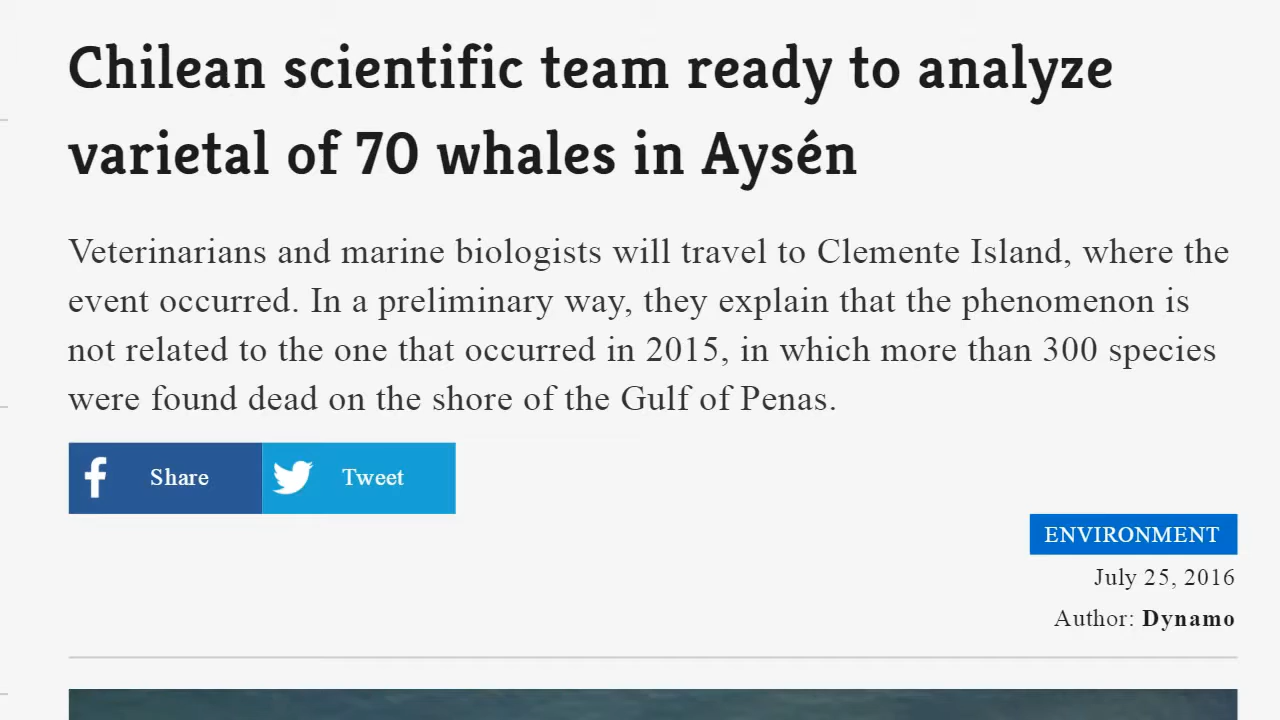 Chilean scientific team ready to analyze
varietal of 70 whales in Aysén
Veterinarians and marine biologists will travel to Clemente Island, where the
event occurred. In a preliminary way, they explain that the phenomenon is
not related to the one that occurred in 2015, in which more than 300 species
were found dead on the shore of the Gulf of Penas.
Share Tweet
ENVIRONMENT
July 25, 2016
Author: Dynamo